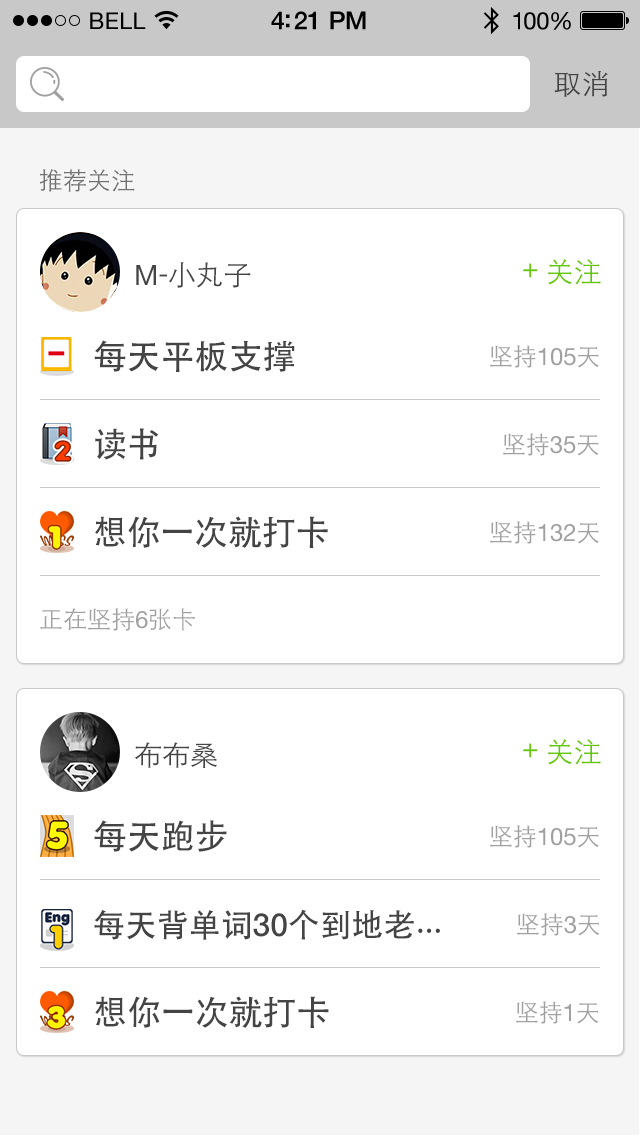 BELL 4:21 PM 100%
取消
推荐关注
M-小丸子 + 关注
每天平板支撑 坚持105天
2 读书 坚持35天
1 想你一次就打卡 坚持132天
正在坚持6张卡
布布桑 + 关注
5 每天跑步 坚持105天
Eng 1 每天背单词30个到地老... 坚持3天
3 想你一次就打卡 坚持1天